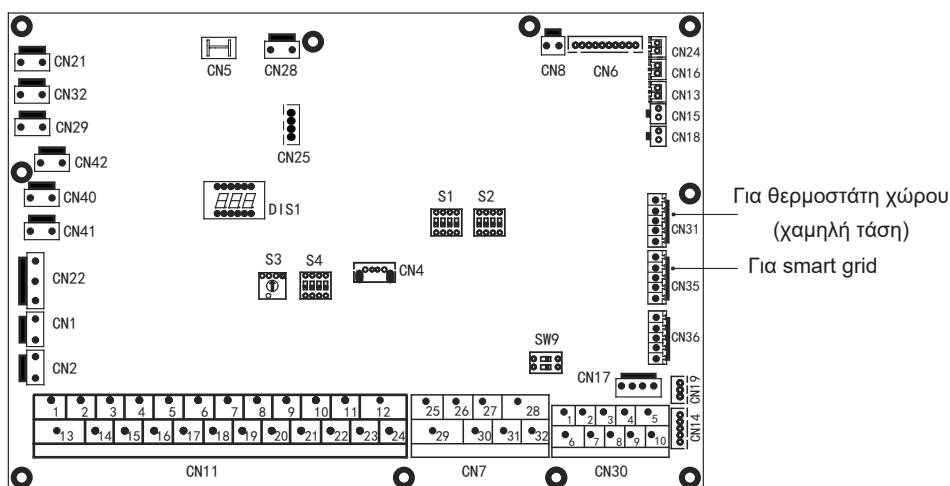 CN21
CN32
CN29
CN42
CN40
CN41
CN22
CN1
CN2
CN5
CN28
CN25
DIS1
S3
S4
CN4
S1
S2
CN8
CN6
CN24
CN16
CN13
CN15
CN18
CN31
CN35
CN36
SW9
CN17
CN19
CN14
Για θερμοστάτη χώρου
(χαμηλή τάση)
Για smart grid
1 2 3 4 5 6 7 8 9 10 11 12
13 14 15 16 17 18 19 20 21 22 23 24
CN11
25 26 27 28
29 30 31 32
CN7
1 2 3 4 5
6 7 8 9 10
CN30